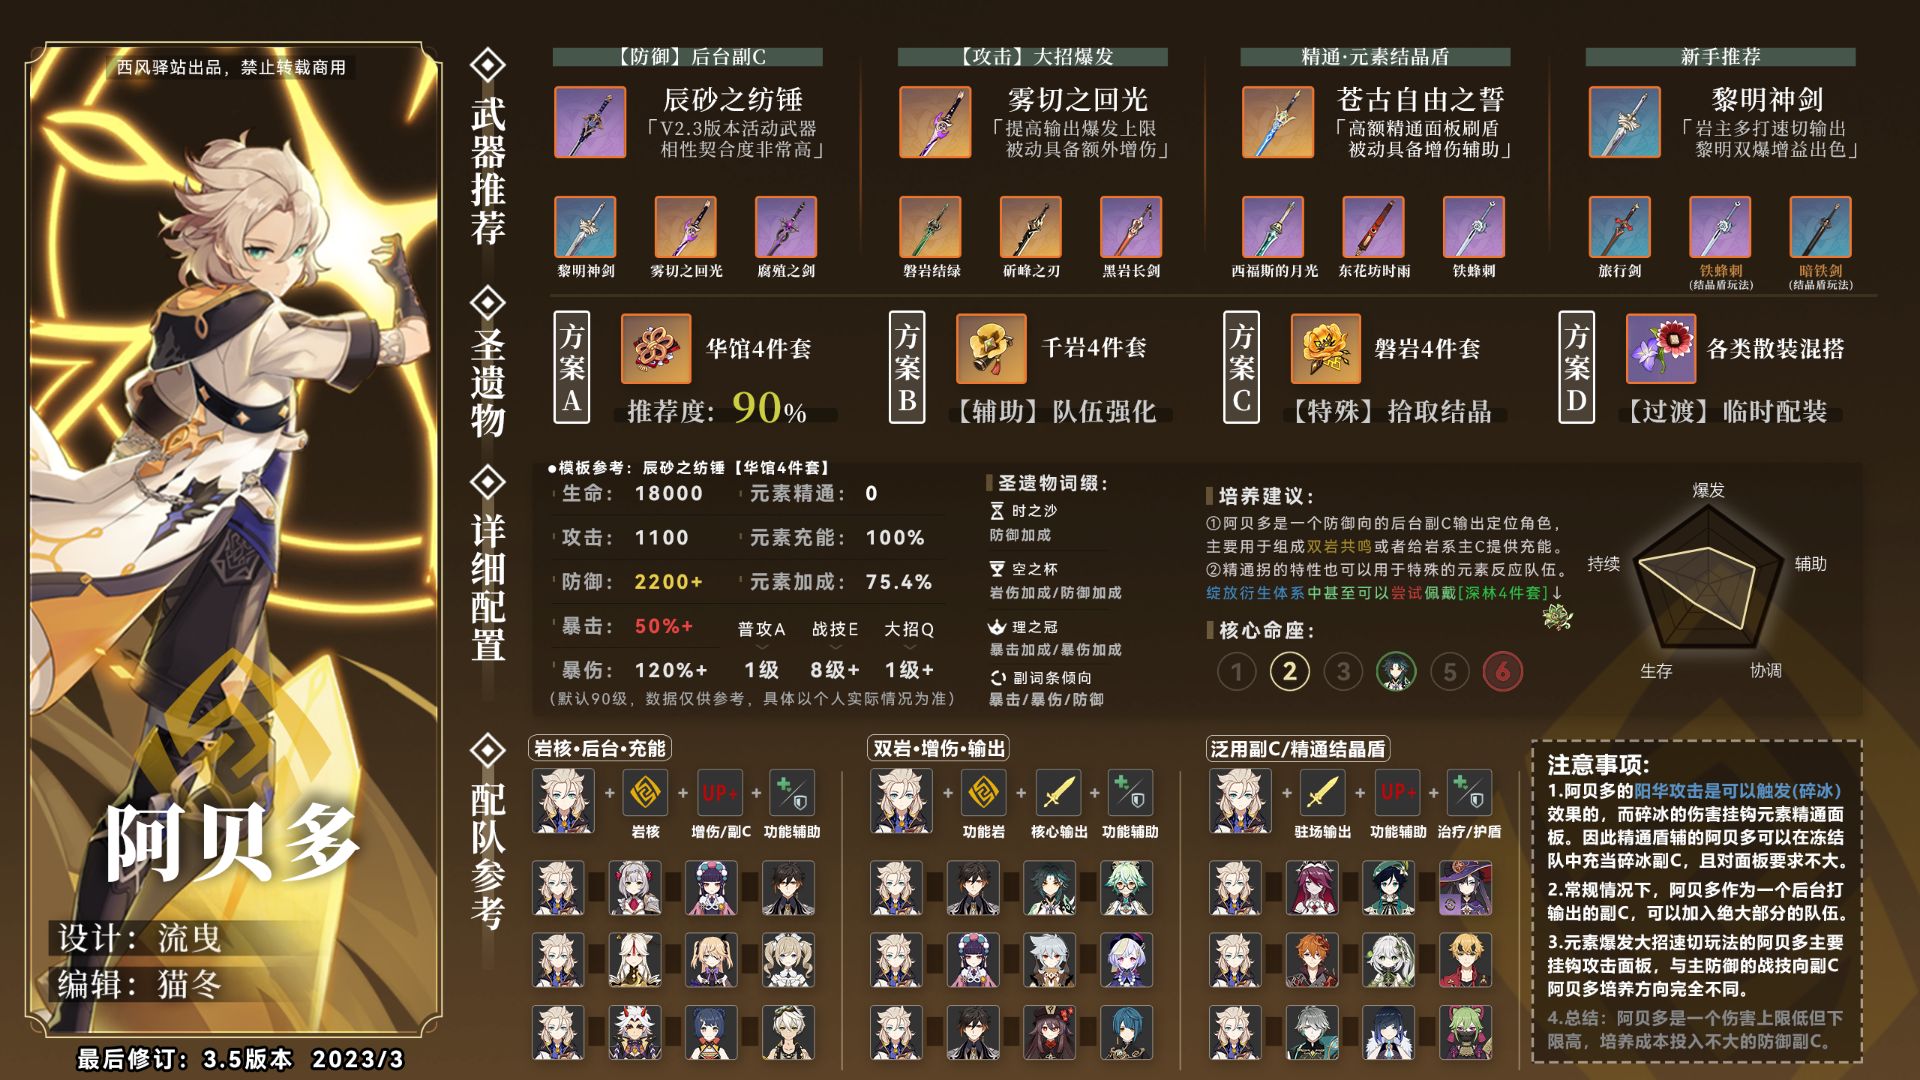 西风驿站出品，禁止转载商用
阿贝多
设计：流曳
编辑：猫冬
最后修订：3.5版本 2023/3
武器推荐
【防御】后台副C
辰砂之纺锤
「V2.3版本活动武器
相性契合度非常高」
黎明神剑
雾切之回光
腐殖之剑
【攻击】大招爆发
雾切之回光
「提高输出爆发上限
被动具备额外增伤」
磐岩结绿
斫峰之刃
黑岩长剑
精通·元素结晶盾
苍古自由之誓
「高额精通面板刷盾
被动具备增伤辅助」
西福斯的月光
东花坊时雨
铁蜂刺
新手推荐
黎明神剑
「岩主多打速切输出
黎明双爆增益出色」
旅行剑
铁蜂刺
(结晶盾玩法)
暗铁剑
(结晶盾玩法)
圣遗物
方案A
华馆4件套
推荐度：90%
方案B
千岩4件套
【辅助】队伍强化
方案C
磐岩4件套
【特殊】拾取结晶
方案D
各类散装混搭
【过渡】临时配装
详细配置
●模板参考：辰砂之纺锤【华馆4件套】
生命： 18000
元素精通： 0
攻击： 1100
元素充能： 100%
防御： 2200+
元素加成： 75.4%
暴击： 50%+
普攻A 战技E 大招Q
暴伤： 120%+
1级 8级+ 1级+
(默认90级，数据仅供参考，具体以个人实际情况为准)
圣遗物词缀：
时之沙
防御加成
空之杯
岩伤加成/防御加成
理之冠
暴击加成/暴伤加成
副词条倾向
暴击/暴伤/防御
培养建议：
①阿贝多是一个防御向的后台副C输出定位角色，
主要用于组成双岩共鸣或者给岩系主C提供充能。
②精通拐的特性也可以用于特殊的元素反应队伍。
绽放衍生体系中甚至可以尝试佩戴[深林4件套]↓
核心命座：
1 2 3 5 6
爆发
辅助
协调
生存
持续
配队参考
岩核·后台·充能
UP+
岩核
增伤/副C
功能辅助
双岩·增伤·输出
功能岩
核心输出
功能辅助
泛用副C/精通结晶盾
UP+
驻场输出
功能辅助
治疗/护盾
注意事项:
1.阿贝多的阳华攻击是可以触发(碎冰)
效果的，而碎冰的伤害挂钩元素精通面
板。因此精通盾辅的阿贝多可以在冻结
队中充当碎冰副C，且对面板要求不大。
2.常规情况下，阿贝多作为一个后台打
输出的副C，可以加入绝大部分的队伍。
3.元素爆发大招速切玩法的阿贝多主要
挂钩攻击面板，与主防御的战技向副C
阿贝多培养方向完全不同。
4.总结：阿贝多是一个伤害上限低但下
限高，培养成本投入不大的防御副C。